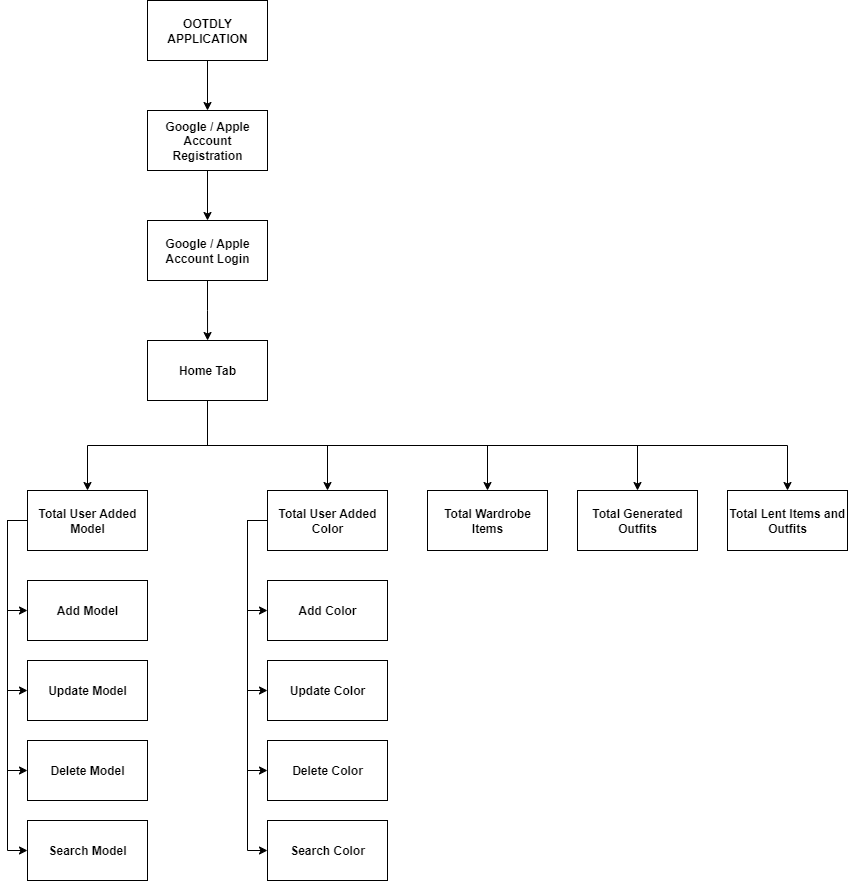 OOTDLY
APPLICATION
Google / Apple
Account
Registration
Google / Apple
Account Login
Home Tab
Total User Added
Model
Total User Added
Color
Total Wardrobe
Items
Total Generated
Outfits
Total Lent Items and
Outfits
Add Model
Add Color
Update Model
Update Color
Delete Model
Delete Color
Search Model
Search Color